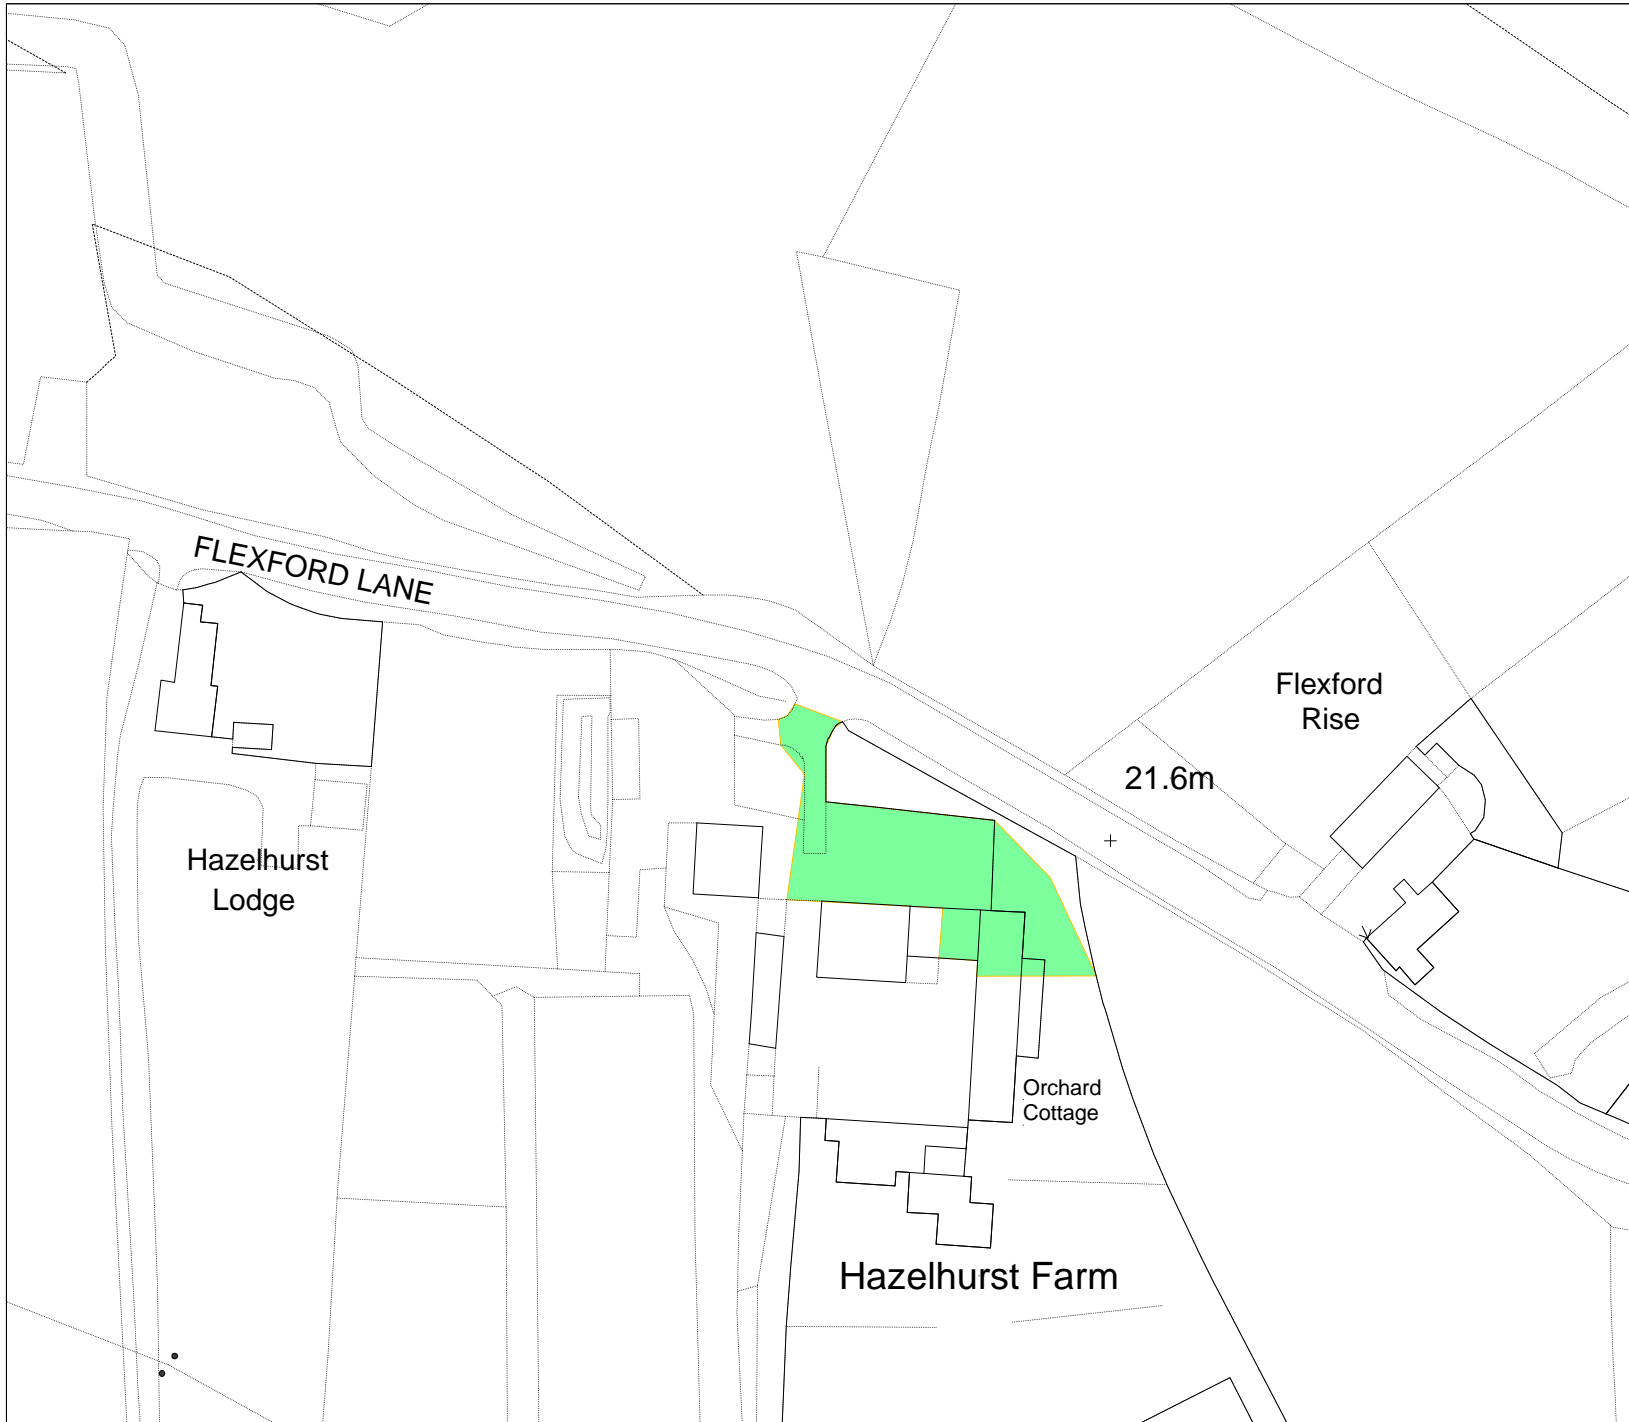 FLEXFORD LANE
Flexford
Rise
21.6m
Hazelhurst
Lodge
Orchard
Cottage
Hazelhurst Farm